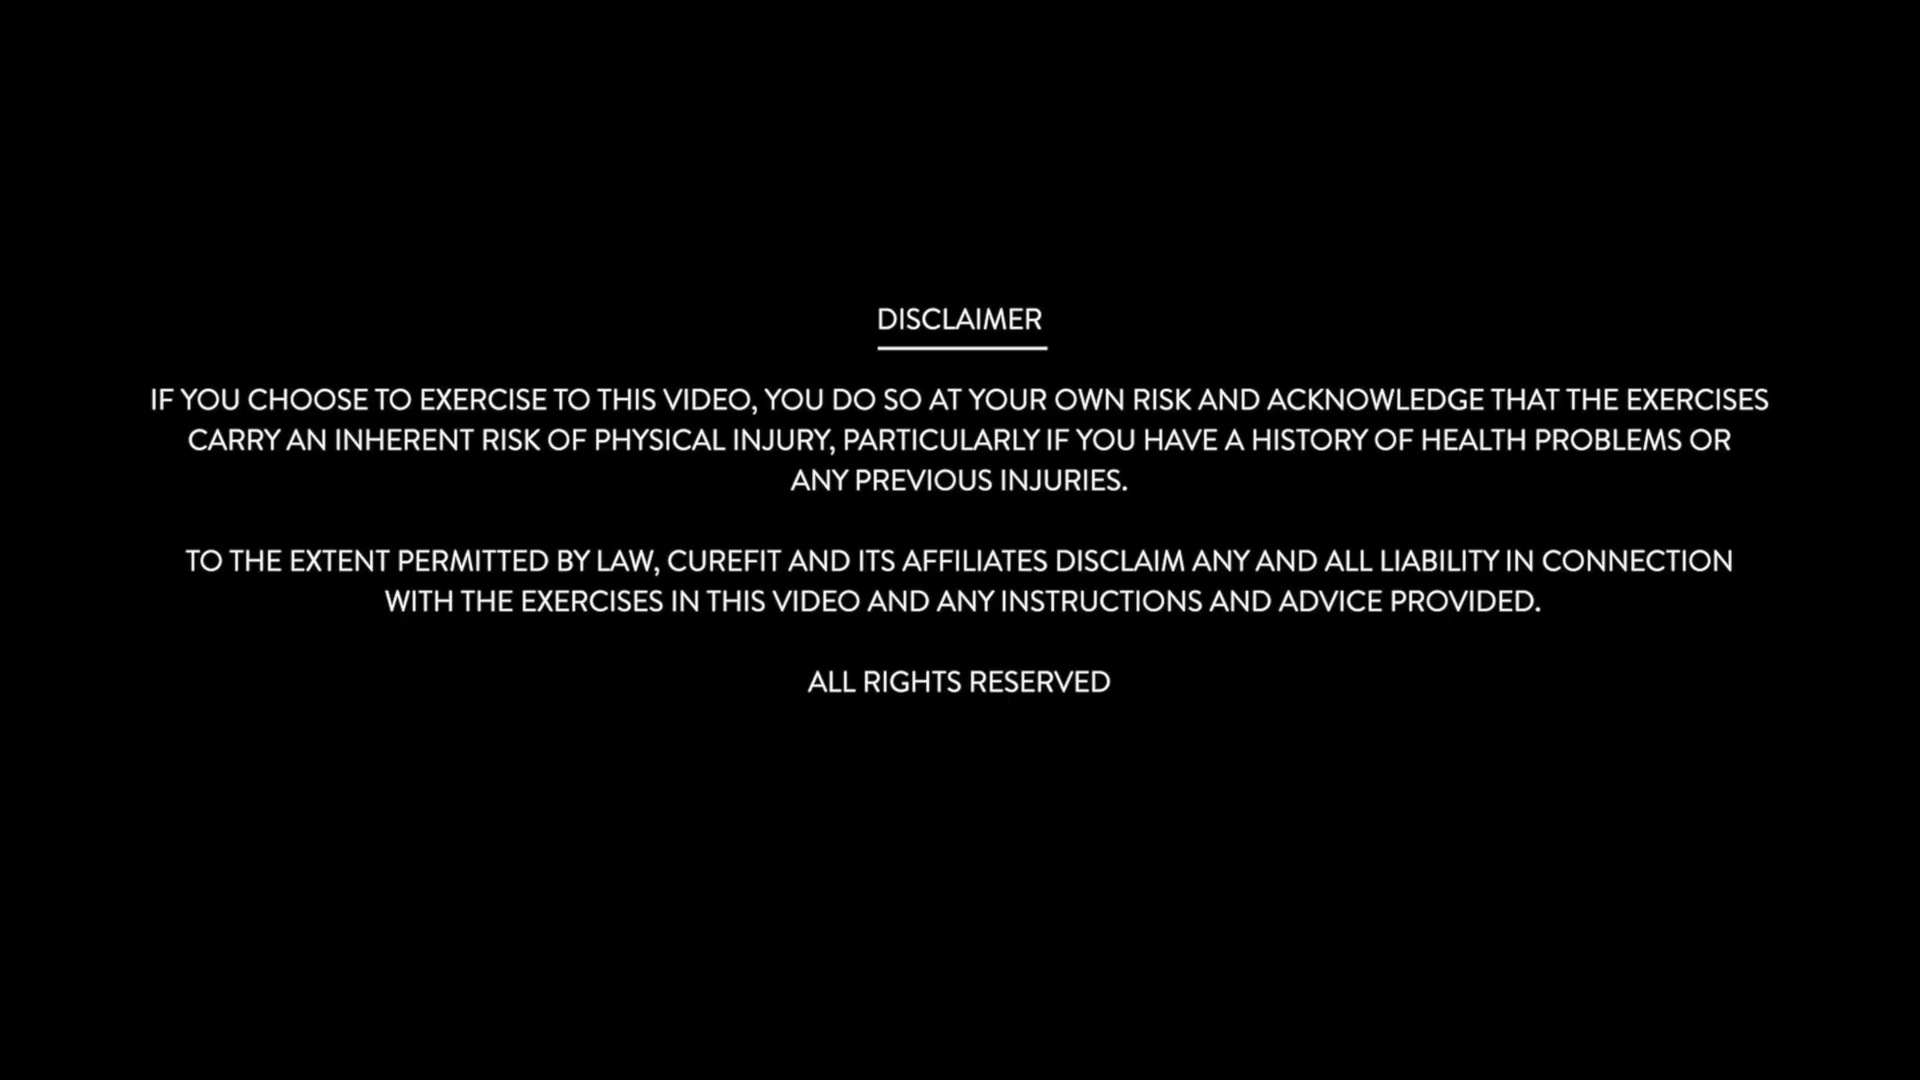 DISCLAIMER
IF YOU CHOOSE TO EXERCISE TO THIS VIDEO, YOU DO SO AT YOUR OWN RISK AND ACKNOWLEDGE THAT THE EXERCISES
CARRY AN INHERENT RISK OF PHYSICAL INJURY, PARTICULARLY IF YOU HAVE A HISTORY OF HEALTH PROBLEMS OR
ANY PREVIOUS INJURIES.
TO THE EXTENT PERMITTED BY LAW, CUREFIT AND ITS AFFILIATES DISCLAIM ANY AND ALL LIABILITY IN CONNECTION
WITH THE EXERCISES IN THIS VIDEO AND ANY INSTRUCTIONS AND ADVICE PROVIDED.
ALL RIGHTS RESERVED